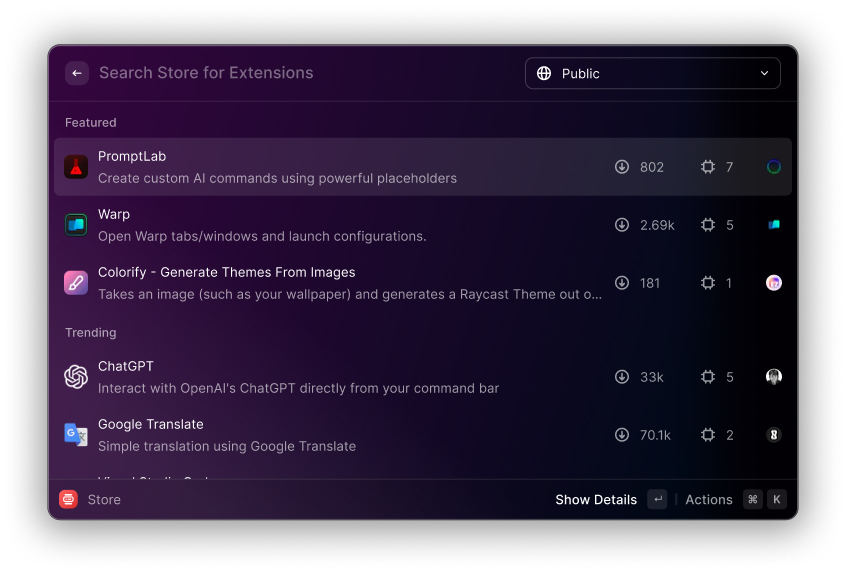 Search Store for Extensions
Public
Featured
PromptLab
Create custom AI commands using powerful placeholders
802
7
Warp
Open Warp tabs/windows and launch configurations.
2.69k
5
Colorify - Generate Themes From Images
Takes an image (such as your wallpaper) and generates a Raycast Theme out o...
181
1
Trending
ChatGPT
Interact with OpenAI's ChatGPT directly from your command bar
33k
5
Google Translate
Simple translation using Google Translate
70.1k
2
Store
Show Details
Actions
⌘ K